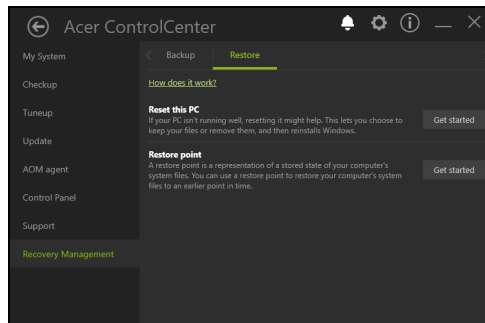 Acer ControlCenter
My System
Checkup
Tuneup
Update
AOM agent
Control Panel
Support
Recovery Management
Backup
Restore
How does it work?
Reset this PC
If your PC isn't running well, resetting it might help. This lets you choose to
keep your files or remove them, and then reinstalls Windows.
Get started
Restore point
A restore point is a representation of a stored state of your computer's
system files. You can use a restore point to restore your computer's system
files to an earlier point in time.
Get started